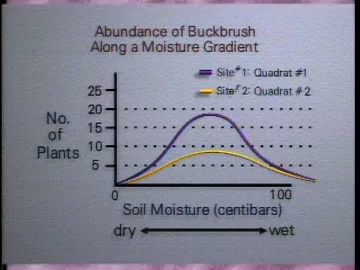 Abundance of Buckbrush
Along a Moisture Gradient
Site #1: Quadrat #1
Site #2: Quadrat #2
25
20
15
10
5
No.
of
Plants
0
100
Soil Moisture (centibars)
dry
wet